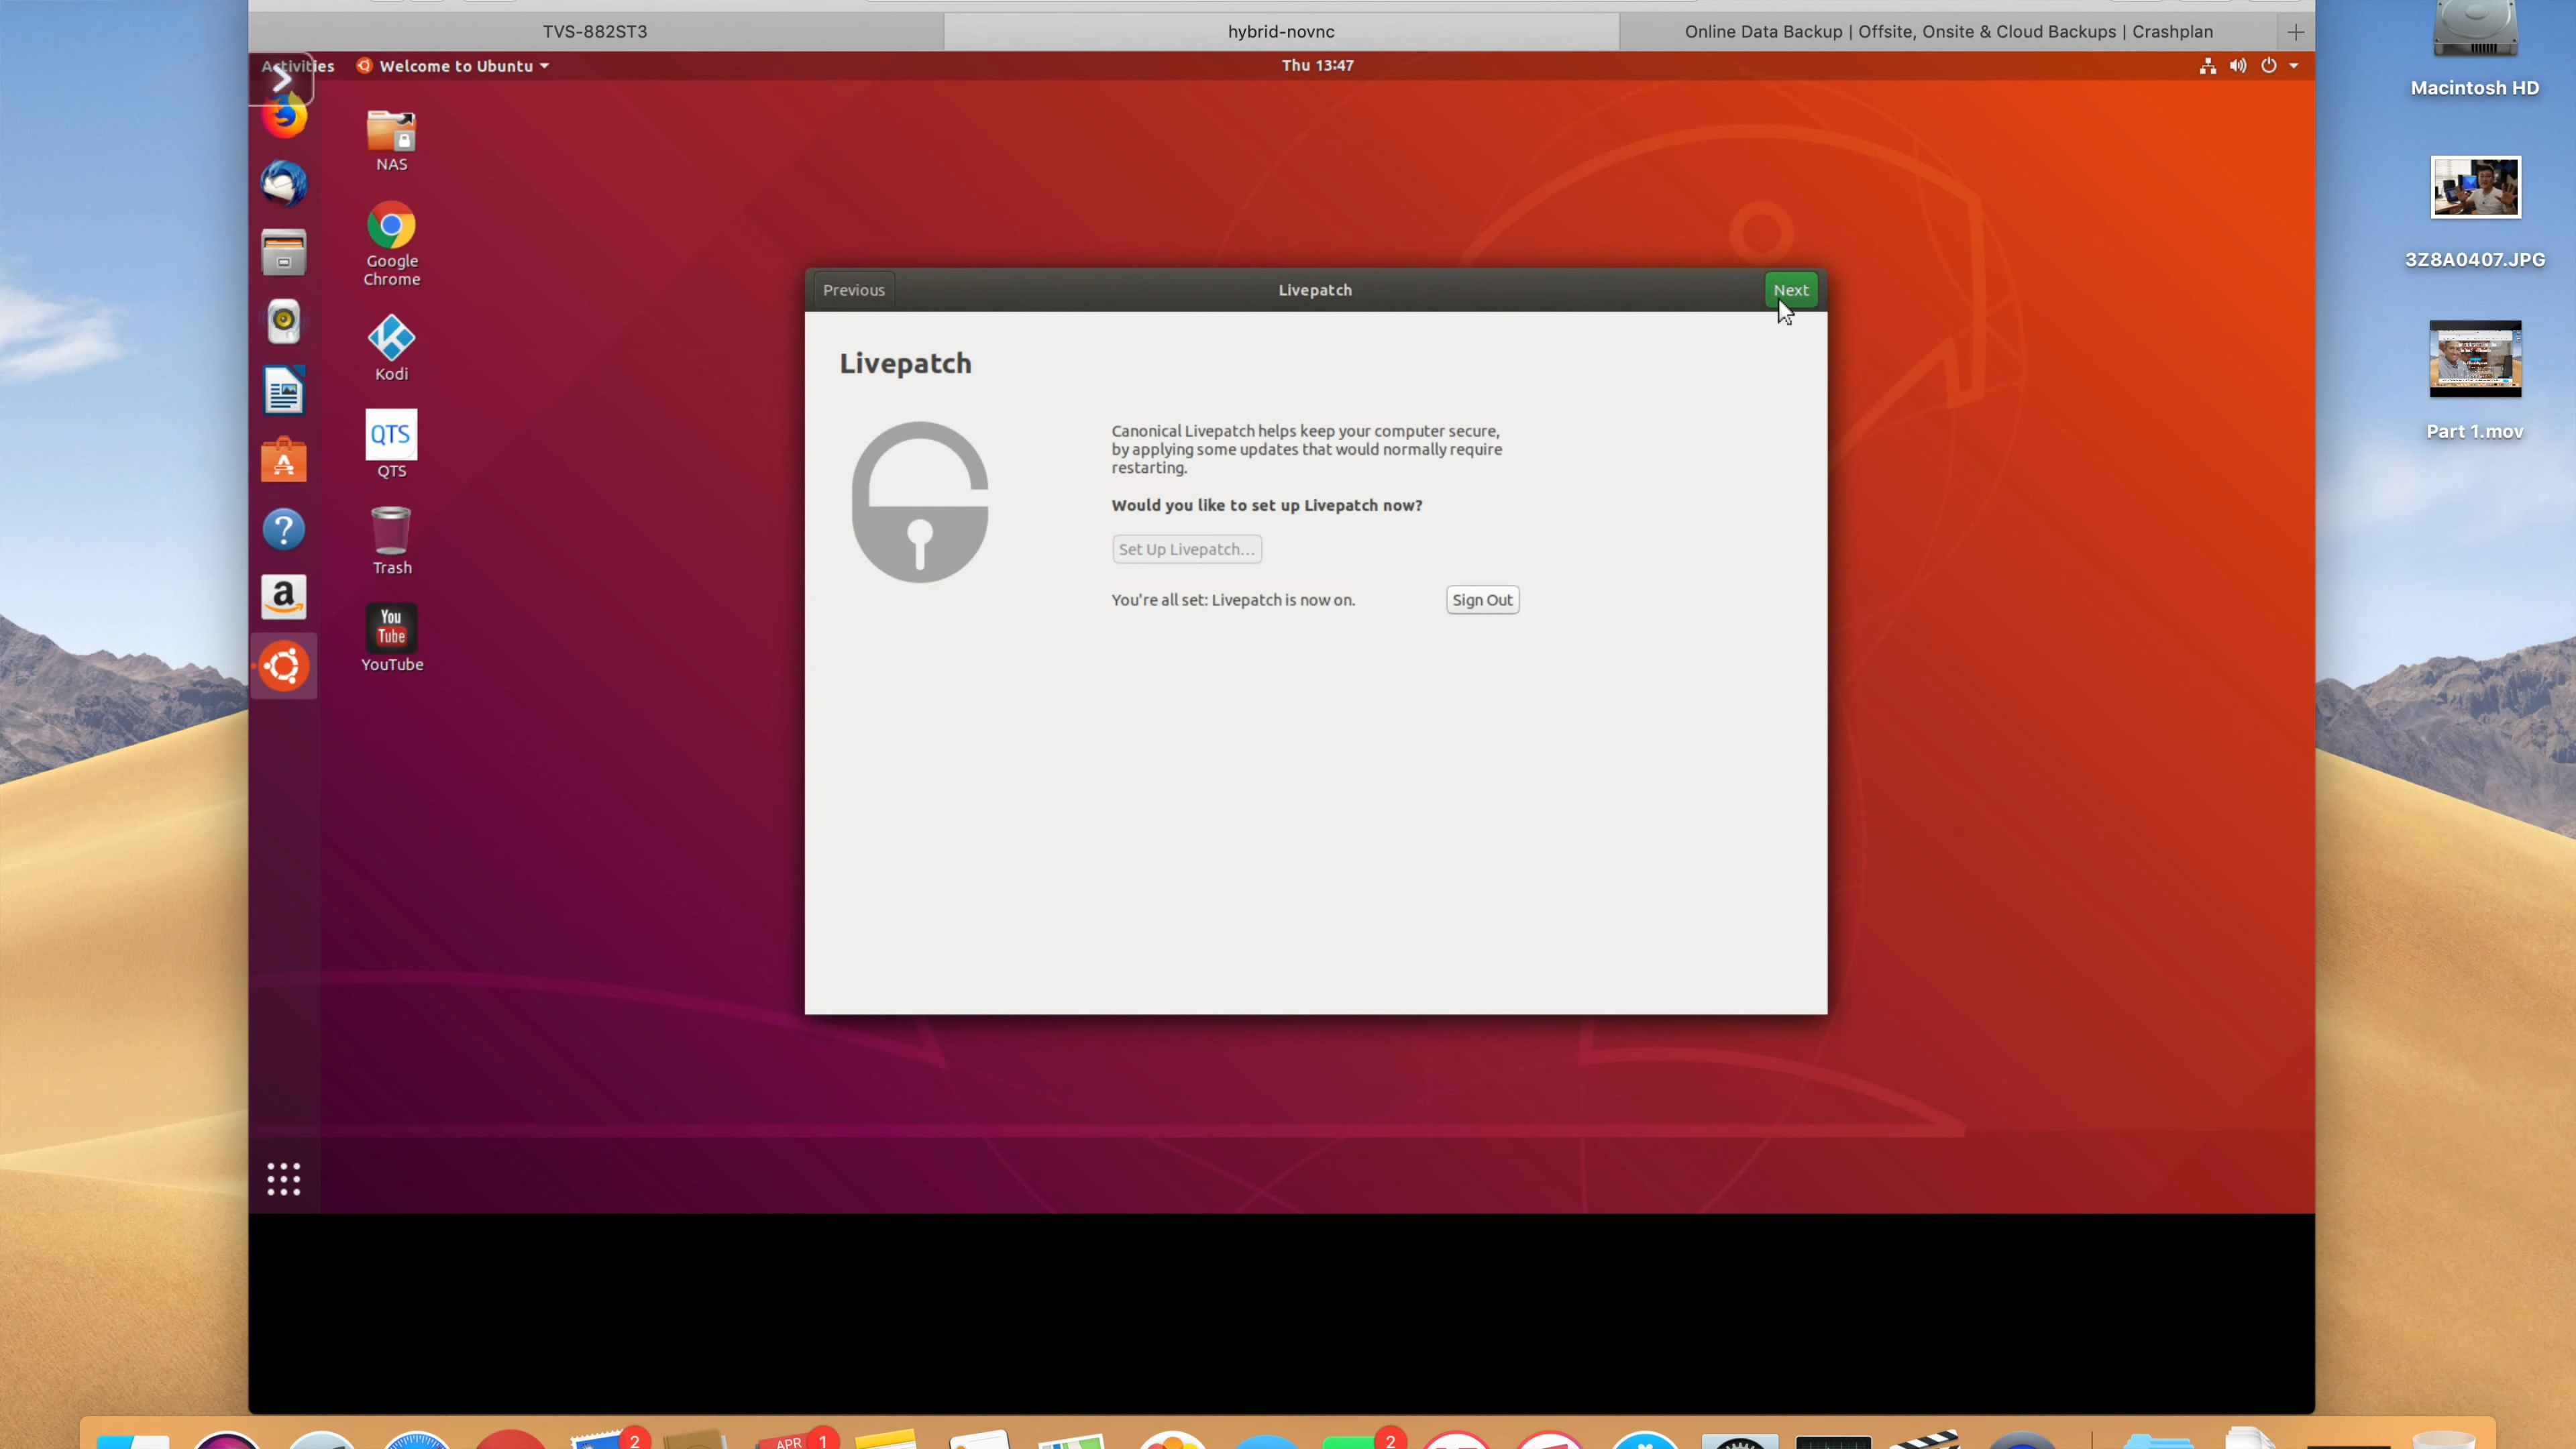 TVS-882ST3
hybrid-novnc
Online Data Backup | Offsite, Onsite & Cloud Backups | Crashplan
Activities
Welcome to Ubuntu
Thu 13:47
Macintosh HD
NAS
Google
Chrome
Kodi
QTS
QTS
Trash
You
Tube
YouTube
a
?
Previous
Livepatch
Next
Livepatch
Canonical Livepatch helps keep your computer secure,
by applying some updates that would normally require
restarting.
Would you like to set up Livepatch now?
Set Up Livepatch...
You're all set: Livepatch is now on.
Sign Out
3Z8A0407.JPG
Part 1.mov
2
APR
1
2